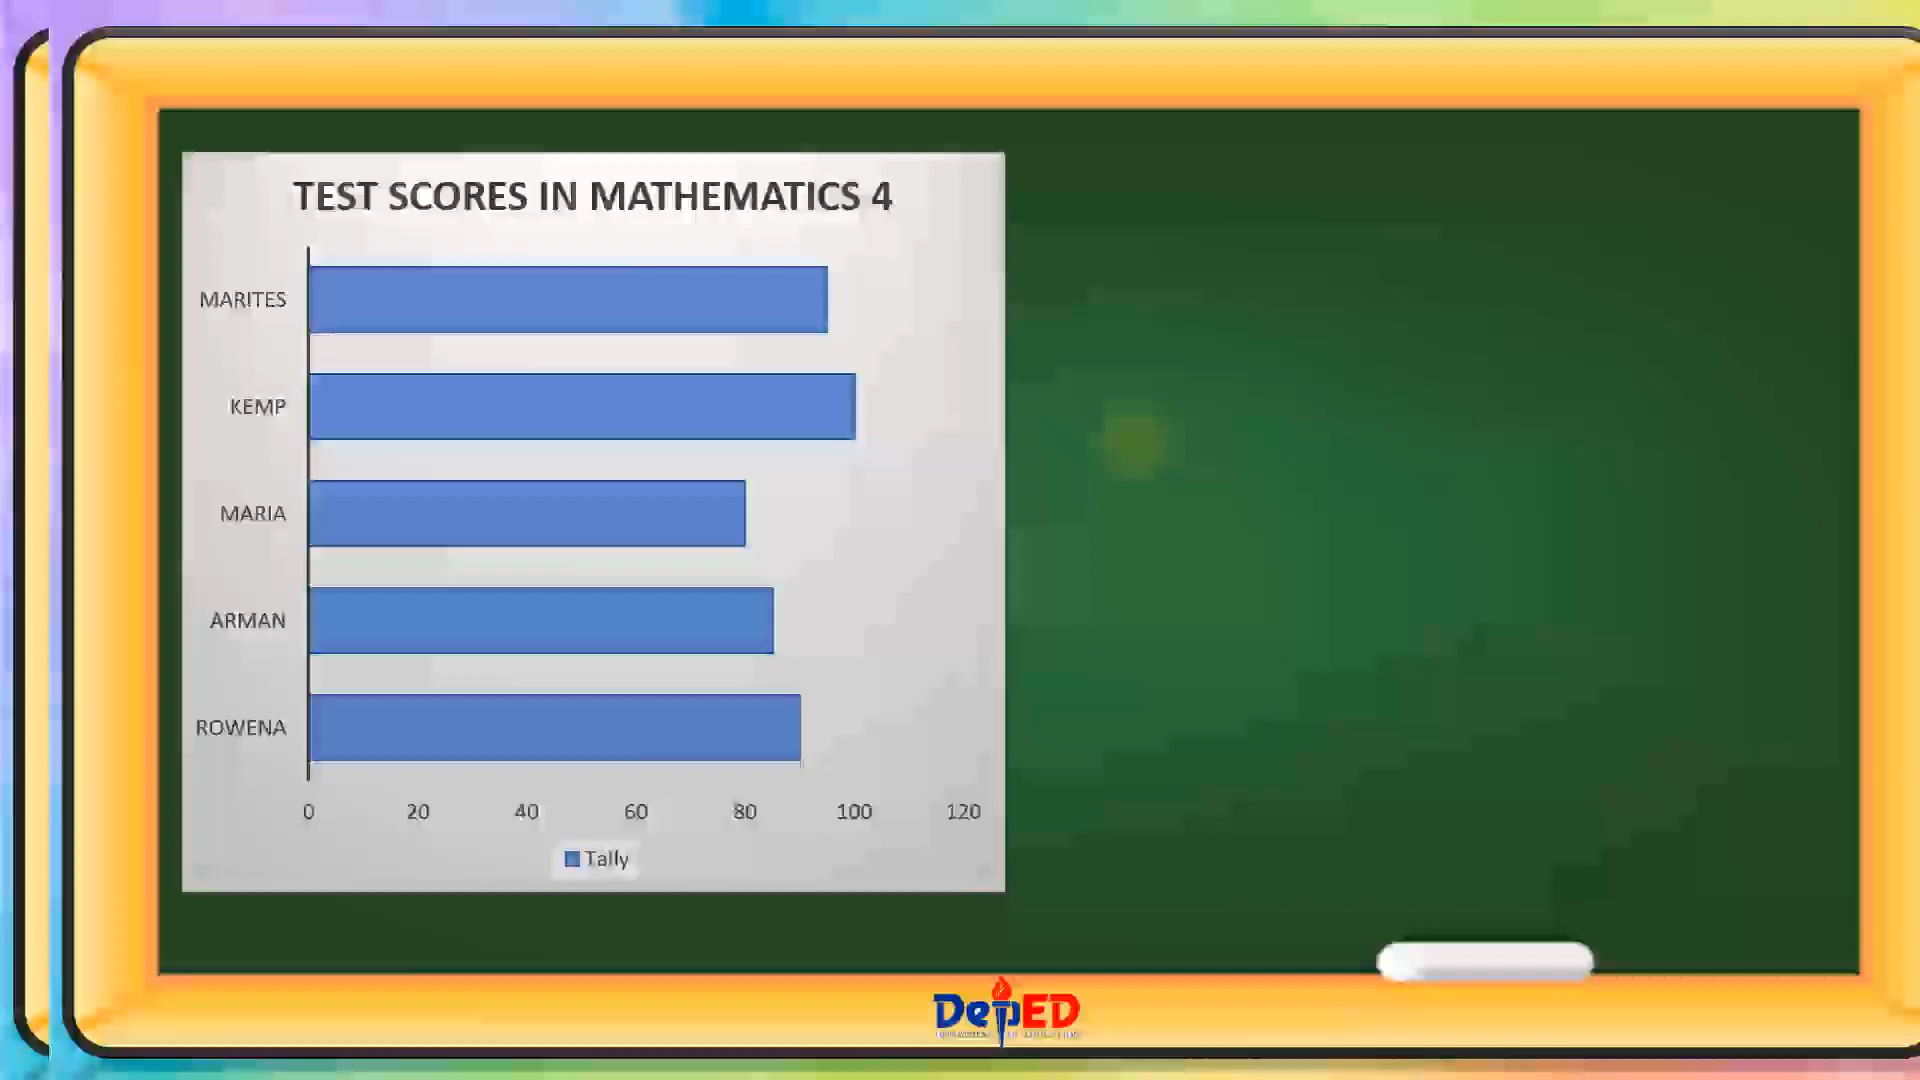 TEST SCORES IN MATHEMATICS 4
MARITES
KEMP
MARIA
ARMAN
ROWENA
0 20 40 60 80 100 120
Tally
DepED